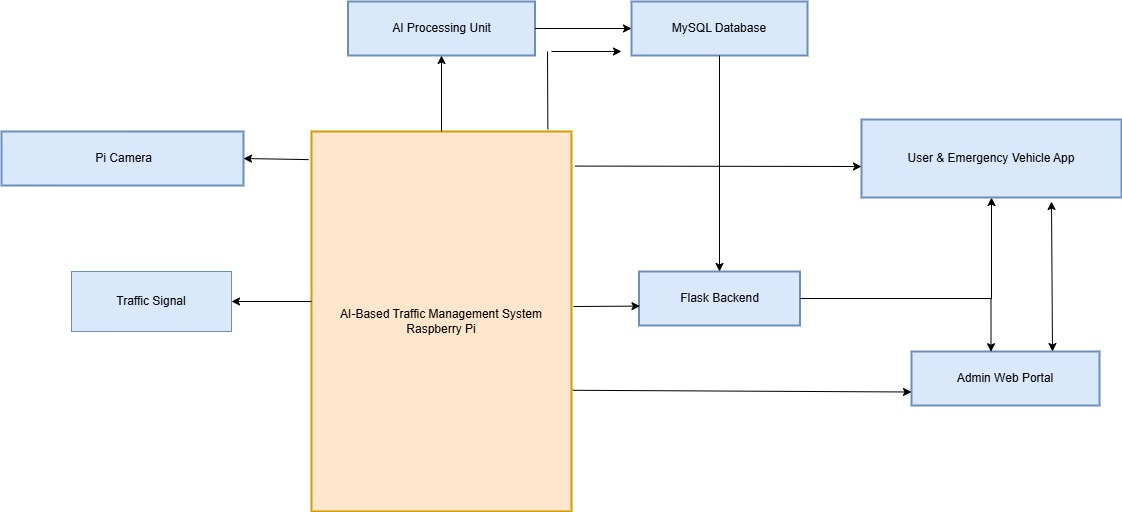 AI Processing Unit
MySQL Database
Pi Camera
User & Emergency Vehicle App
Traffic Signal
Flask Backend
AI-Based Traffic Management System
Raspberry Pi
Admin Web Portal